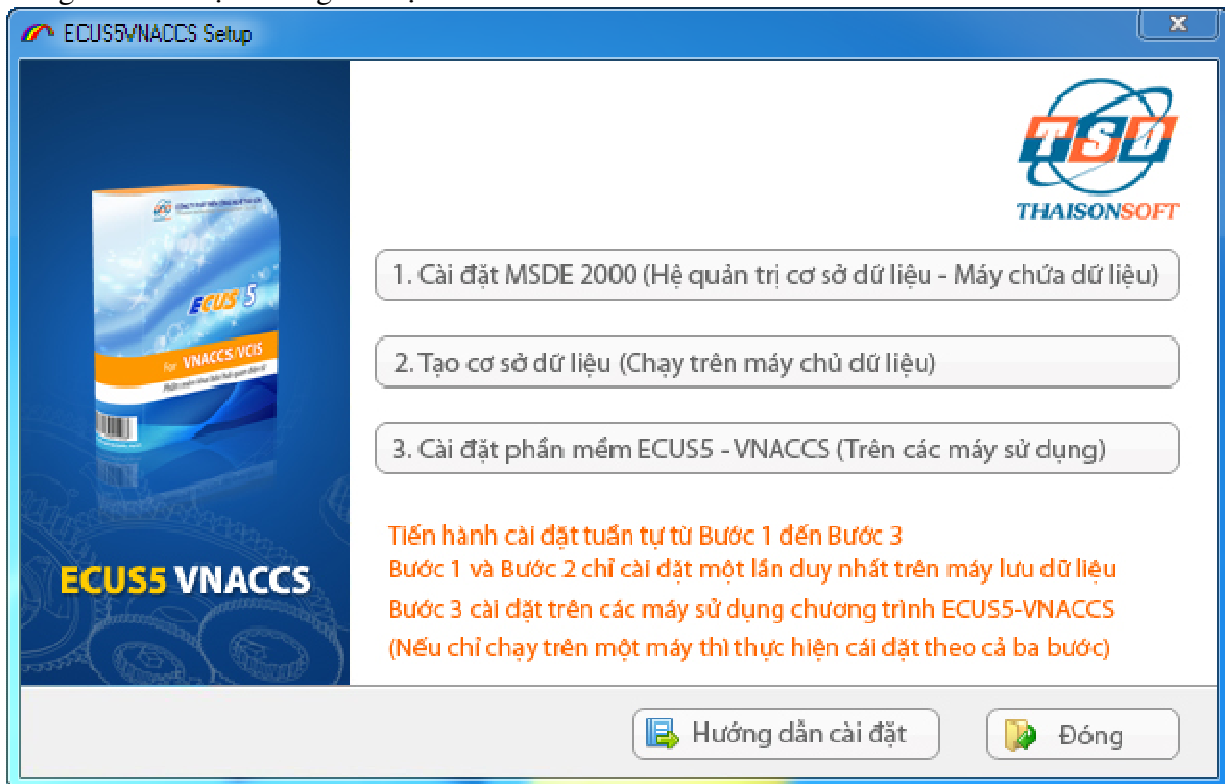 ECUS5VNACCS Setup
TSD
THAISONSOFT
ECUS 5
For VNACCS/VCIS
1. Cài đặt MSDE 2000 (Hệ quản trị cơ sở dữ liệu - Máy chứa dữ liệu)
2. Tạo cơ sở dữ liệu (Chạy trên máy chủ dữ liệu)
3. Cài đặt phần mềm ECUS5 - VNACCS (Trên các máy sử dụng)
Tiến hành cài đặt tuần tự từ Bước 1 đến Bước 3
Bước 1 và Bước 2 chỉ cài đặt một lần duy nhất trên máy lưu dữ liệu
Bước 3 cài đặt trên các máy sử dụng chương trình ECUS5-VNACCS
(Nếu chỉ chạy trên một máy thì thực hiện cái đặt theo cả ba bước)
ECUS5 VNACCS
Hướng dẫn cài đặt
Đóng